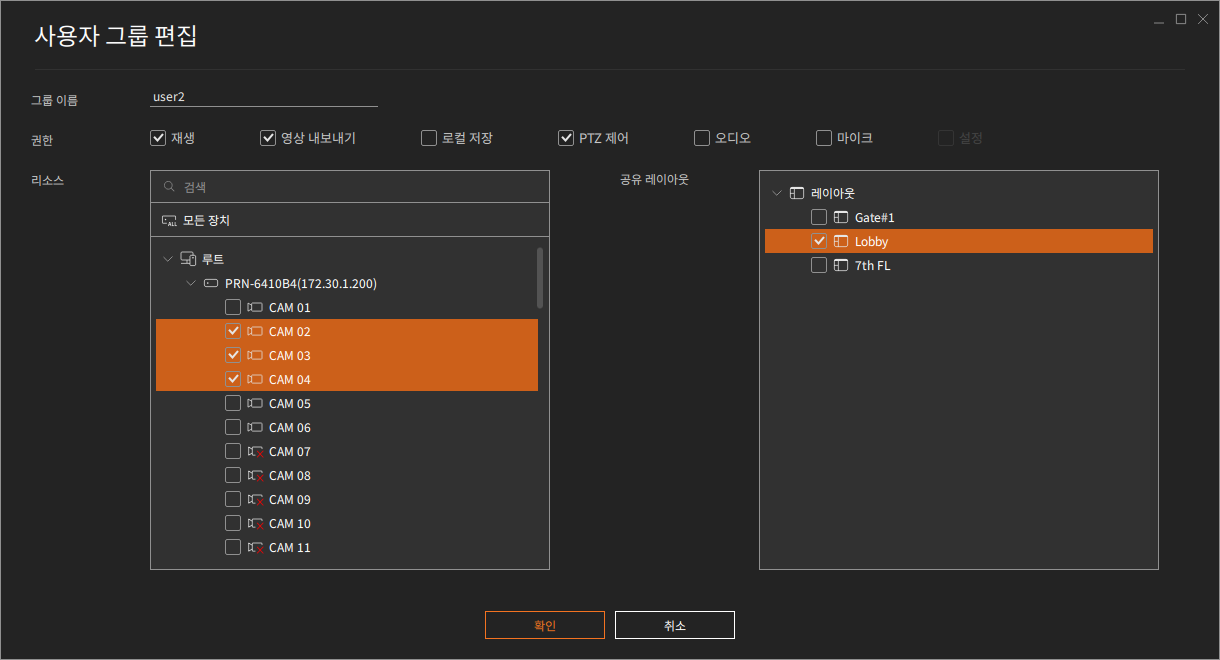 사용자 그룹 편집
그룹 이름 user2
권한 재생 영상 내보내기 로컬 저장 PTZ 제어 오디오 마이크 설정
리소스 검색 공유 레이아웃
ALL 모든 장치
루트
PRN-6410B4(172.30.1.200)
CAM 01
CAM 02
CAM 03
CAM 04
CAM 05
CAM 06
CAM 07
CAM 08
CAM 09
CAM 10
CAM 11
레이아웃
Gate#1
Lobby
7th FL
확인 취소